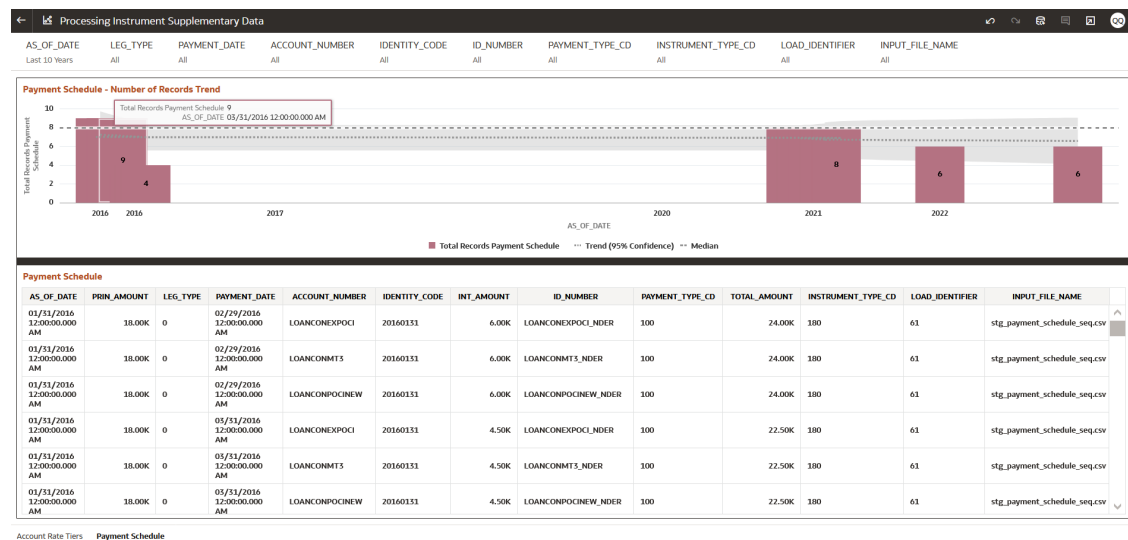 Processing Instrument Supplementary Data
QQ
AS_OF_DATE LEG_TYPE PAYMENT_DATE ACCOUNT_NUMBER IDENTITY_CODE ID_NUMBER PAYMENT_TYPE_CD INSTRUMENT_TYPE_CD LOAD_IDENTIFIER INPUT_FILE_NAME
Last 10 Years All All All All All All All All All
Payment Schedule - Number of Records Trend
Total Records Payment Schedule 9
AS_OF_DATE 03/31/2016 12:00:00.000 AM
Total Records Payment
Schedule
10
8
6
4
2
0
9
4
8
6
6
2016 2016 2017 2020 2021 2022
AS_OF_DATE
Total Records Payment Schedule Trend (95% Confidence) Median
Payment Schedule
AS_OF_DATE PRIN_AMOUNT LEG_TYPE PAYMENT_DATE ACCOUNT_NUMBER IDENTITY_CODE INT_AMOUNT ID_NUMBER PAYMENT_TYPE_CD TOTAL_AMOUNT INSTRUMENT_TYPE_CD LOAD_IDENTIFIER INPUT_FILE_NAME
01/31/2016 02/29/2016
12:00:00.000 18.00K 0 12:00:00.000 LOANCONEXPOCI 20160131 6.00K LOANCONEXPOCI_NDER 100 24.00K 180 61 stg_payment_schedule_seq.csv
AM AM
01/31/2016 02/29/2016
12:00:00.000 18.00K 0 12:00:00.000 LOANCONMT3 20160131 6.00K LOANCONMT3_NDER 100 24.00K 180 61 stg_payment_schedule_seq.csv
AM AM
01/31/2016 02/29/2016
12:00:00.000 18.00K 0 12:00:00.000 LOANCONPOCINEW 20160131 6.00K LOANCONPOCINEW_NDER 100 24.00K 180 61 stg_payment_schedule_seq.csv
AM AM
01/31/2016 03/31/2016
12:00:00.000 18.00K 0 12:00:00.000 LOANCONEXPOCI 20160131 4.50K LOANCONEXPOCI_NDER 100 22.50K 180 61 stg_payment_schedule_seq.csv
AM AM
01/31/2016 03/31/2016
12:00:00.000 18.00K 0 12:00:00.000 LOANCONMT3 20160131 4.50K LOANCONMT3_NDER 100 22.50K 180 61 stg_payment_schedule_seq.csv
AM AM
01/31/2016 03/31/2016
12:00:00.000 18.00K 0 12:00:00.000 LOANCONPOCINEW 20160131 4.50K LOANCONPOCINEW_NDER 100 22.50K 180 61 stg_payment_schedule_seq.csv
AM AM
Account Rate Tiers Payment Schedule